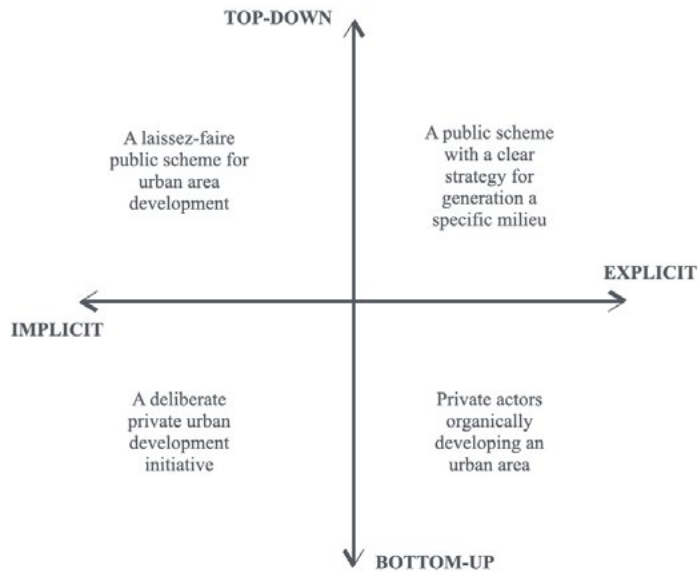 TOP-DOWN
A laissez-faire
public scheme for
urban area
development
A public scheme
with a clear
strategy for
generation a
specific milieu
EXPLICIT
IMPLICIT
A deliberate
private urban
development
initiative
Private actors
organically
developing an
urban area
BOTTOM-UP